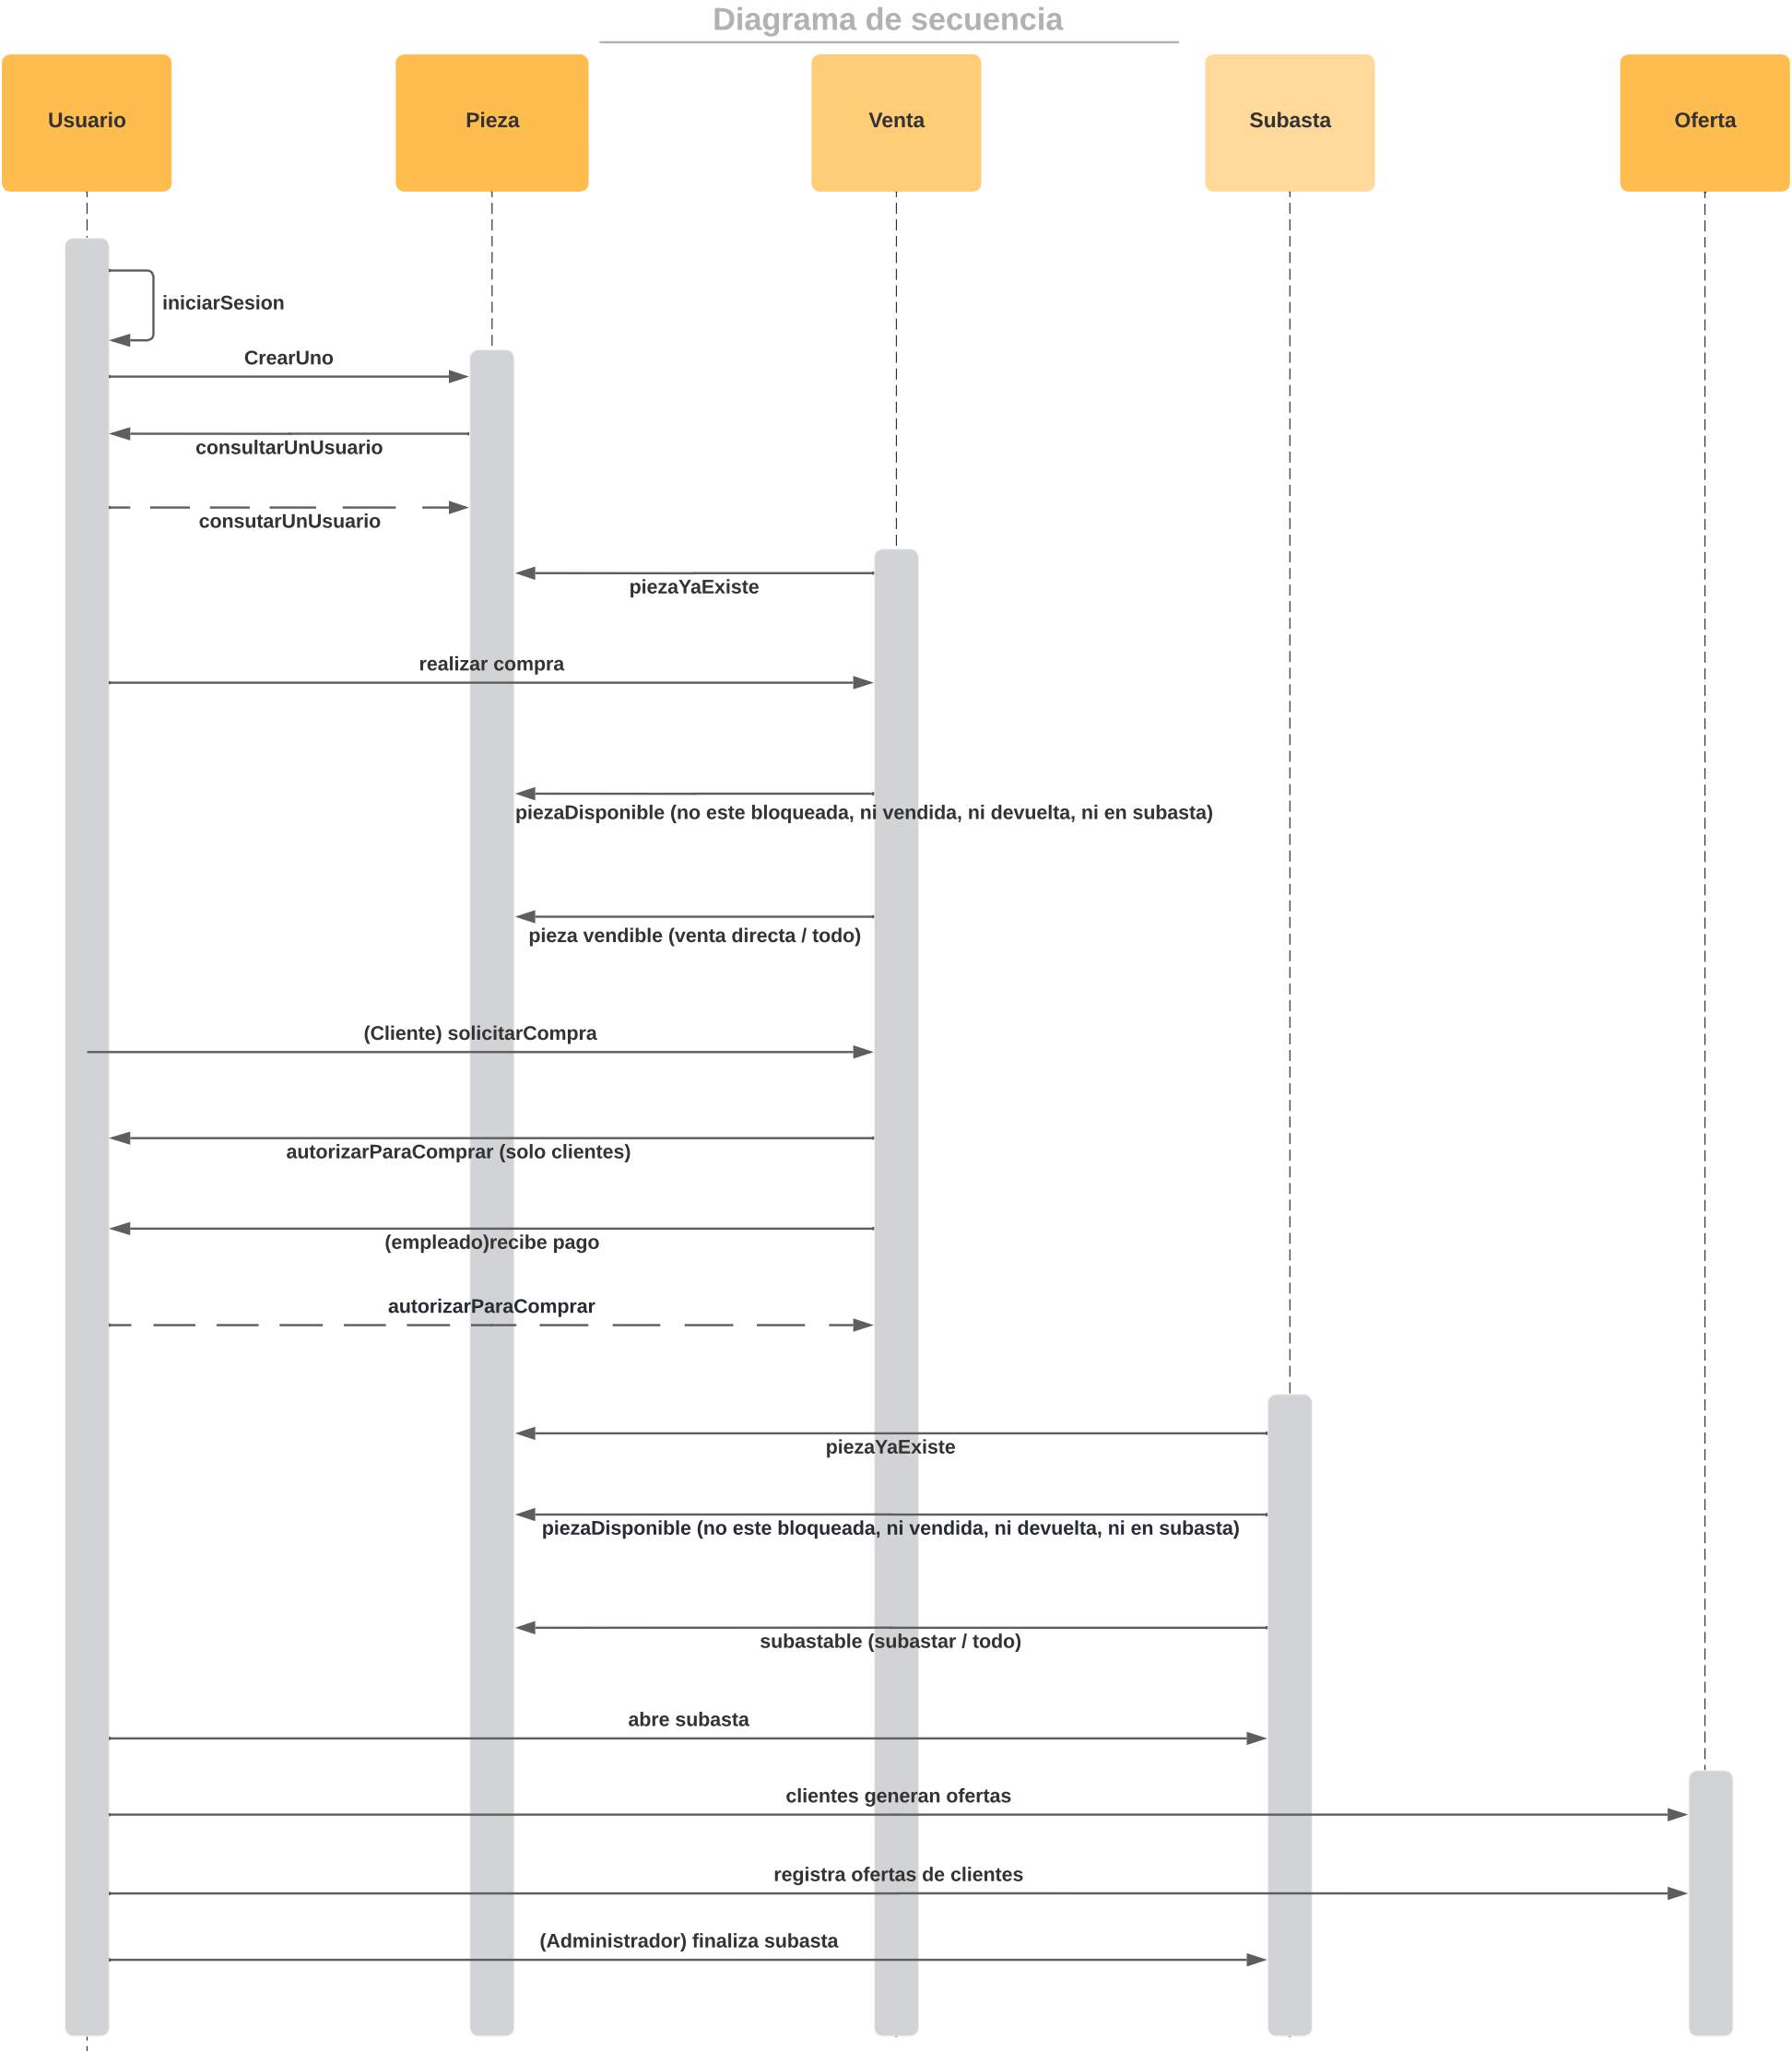 Diagrama de secuencia
Usuario
Pieza
Venta
Subasta
Oferta
iniciarSesion
CrearUno
consultarUnUsuario
consutarUnUsuario
piezaYaExiste
realizar compra
piezaDisponible (no este bloqueada, ni vendida, ni devuelta, ni en subasta)
pieza vendible (venta directa / todo)
(Cliente) solicitarCompra
autorizarParaComprar (solo clientes)
(empleado)recibe pago
autorizarParaComprar
piezaYaExiste
piezaDisponible (no este bloqueada, ni vendida, ni devuelta, ni en subasta)
subastable (subastar / todo)
abre subasta
clientes generan ofertas
registra ofertas de clientes
(Administrador) finaliza subasta